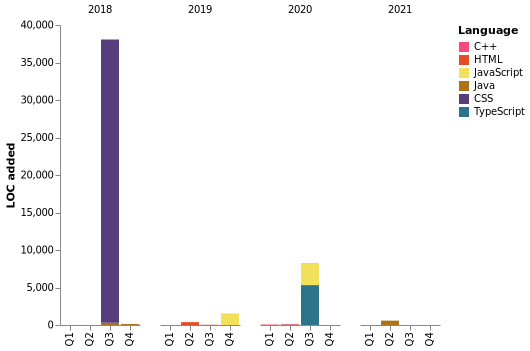 2018 2019 2020 2021
Language
C++
HTML
JavaScript
Java
CSS
TypeScript
LOC added
40,000
35,000
30,000
25,000
20,000
15,000
10,000
5,000
0
Q1 Q2 Q3 Q4 Q1 Q2 Q3 Q4 Q1 Q2 Q3 Q4 Q1 Q2 Q3 Q4